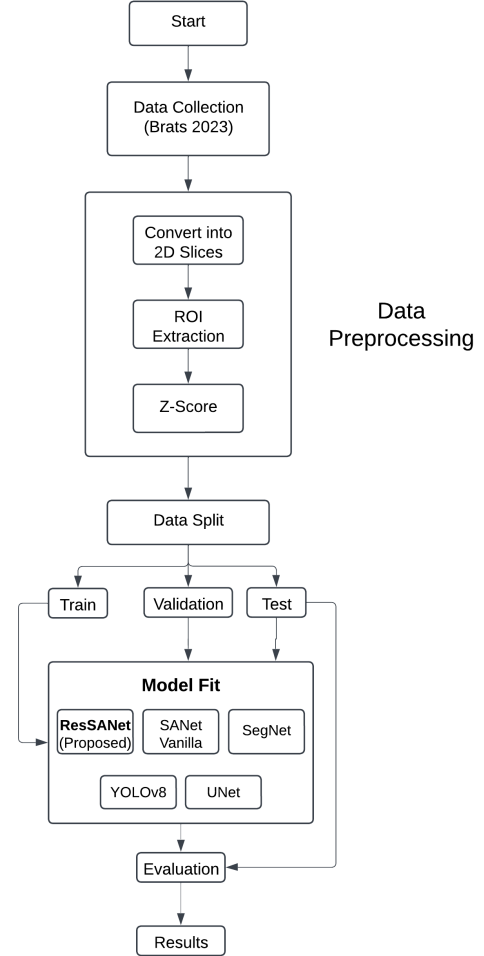 Start
Data Collection
(Brats 2023)
Convert into
2D Slices
ROI
Extraction
Z-Score
Data
Preprocessing
Data Split
Train
Validation
Test
Model Fit
ResSANet
(Proposed)
SANet
Vanilla
SegNet
YOLOv8
UNet
Evaluation
Results